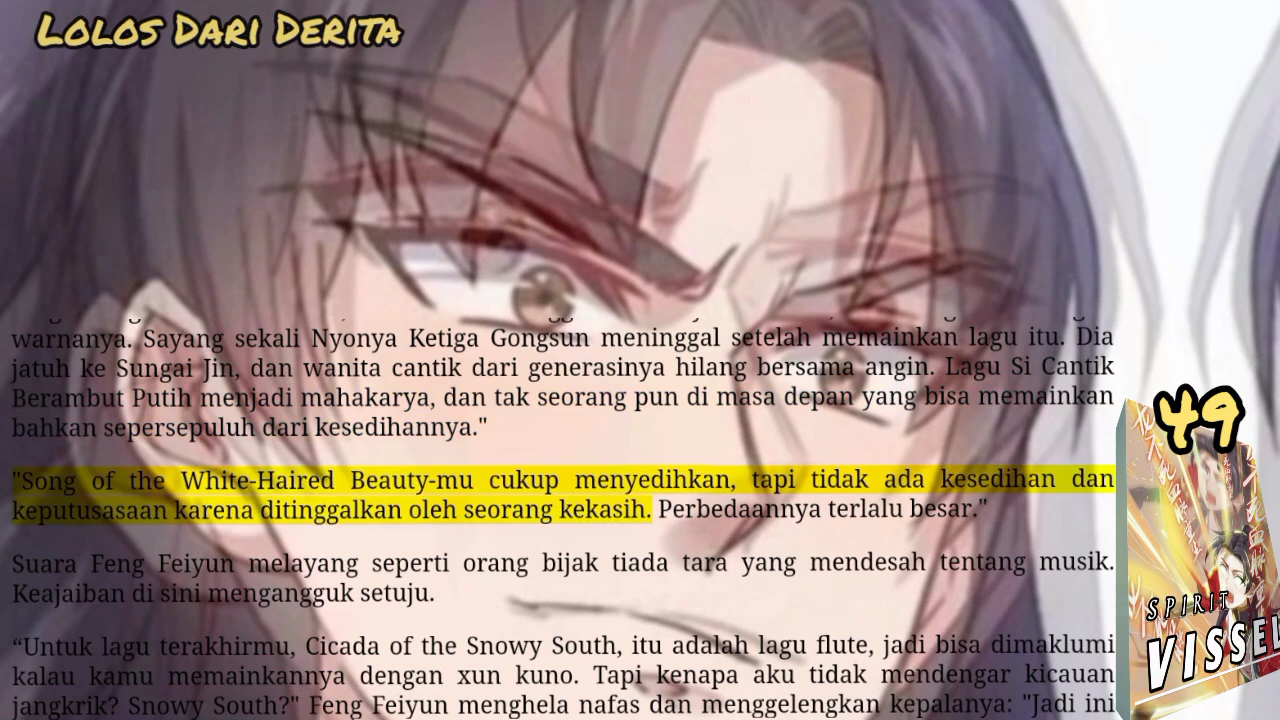 LOLOS DARI DERITA
warnanya. Sayang sekali Nyonya Ketiga Gongsun meninggal setelah memainkan lagu itu. Dia
jatuh ke Sungai Jin, dan wanita cantik dari generasinya hilang bersama angin. Lagu Si Cantik
Berambut Putih menjadi mahakarya, dan tak seorang pun di masa depan yang bisa memainkan
bahkan sepersepuluh dari kesedihannya."
"Song of the White-Haired Beauty-mu cukup menyedihkan, tapi tidak ada kesedihan dan
keputusasaan karena ditinggalkan oleh seorang kekasih. Perbedaannya terlalu besar."
Suara Feng Feiyun melayang seperti orang bijak tiada tara yang mendesah tentang musik.
Keajaiban di sini mengangguk setuju.
“Untuk lagu terakhirmu, Cicada of the Snowy South, itu adalah lagu flute, jadi bisa dimaklumi
kalau kamu memainkannya dengan xun kuno. Tapi kenapa aku tidak mendengar kicauan
jangkrik? Snowy South?" Feng Feiyun menghela nafas dan menggelengkan kepalanya: "Jadi ini
49
SPIRIT
VISSEL